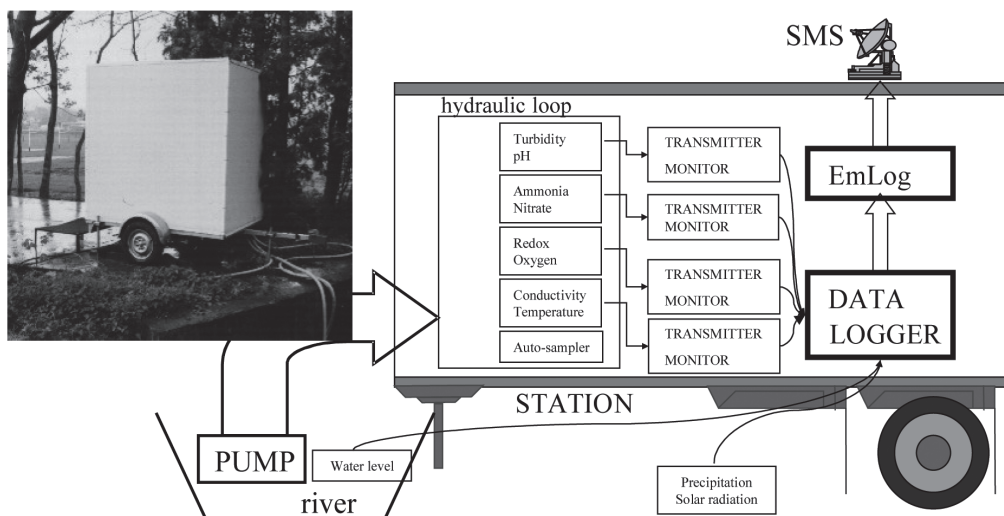 SMS
hydraulic loop
Turbidity
pH
TRANSMITTER
MONITOR
Ammonia
Nitrate
TRANSMITTER
MONITOR
Redox
Oxygen
TRANSMITTER
MONITOR
Conductivity
Temperature
TRANSMITTER
MONITOR
Auto-sampler
EmLog
DATA
LOGGER
STATION
PUMP
Water level
river
Precipitation
Solar radiation